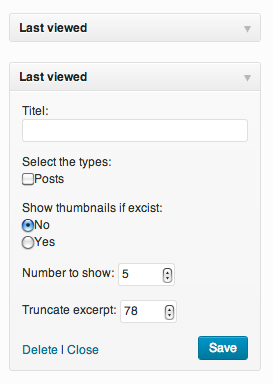 Last viewed
Last viewed
Titel:
Select the types:
Posts
Show thumbnails if excist:
No
Yes
Number to show: 5
Truncate excerpt: 78
Delete | Close Save